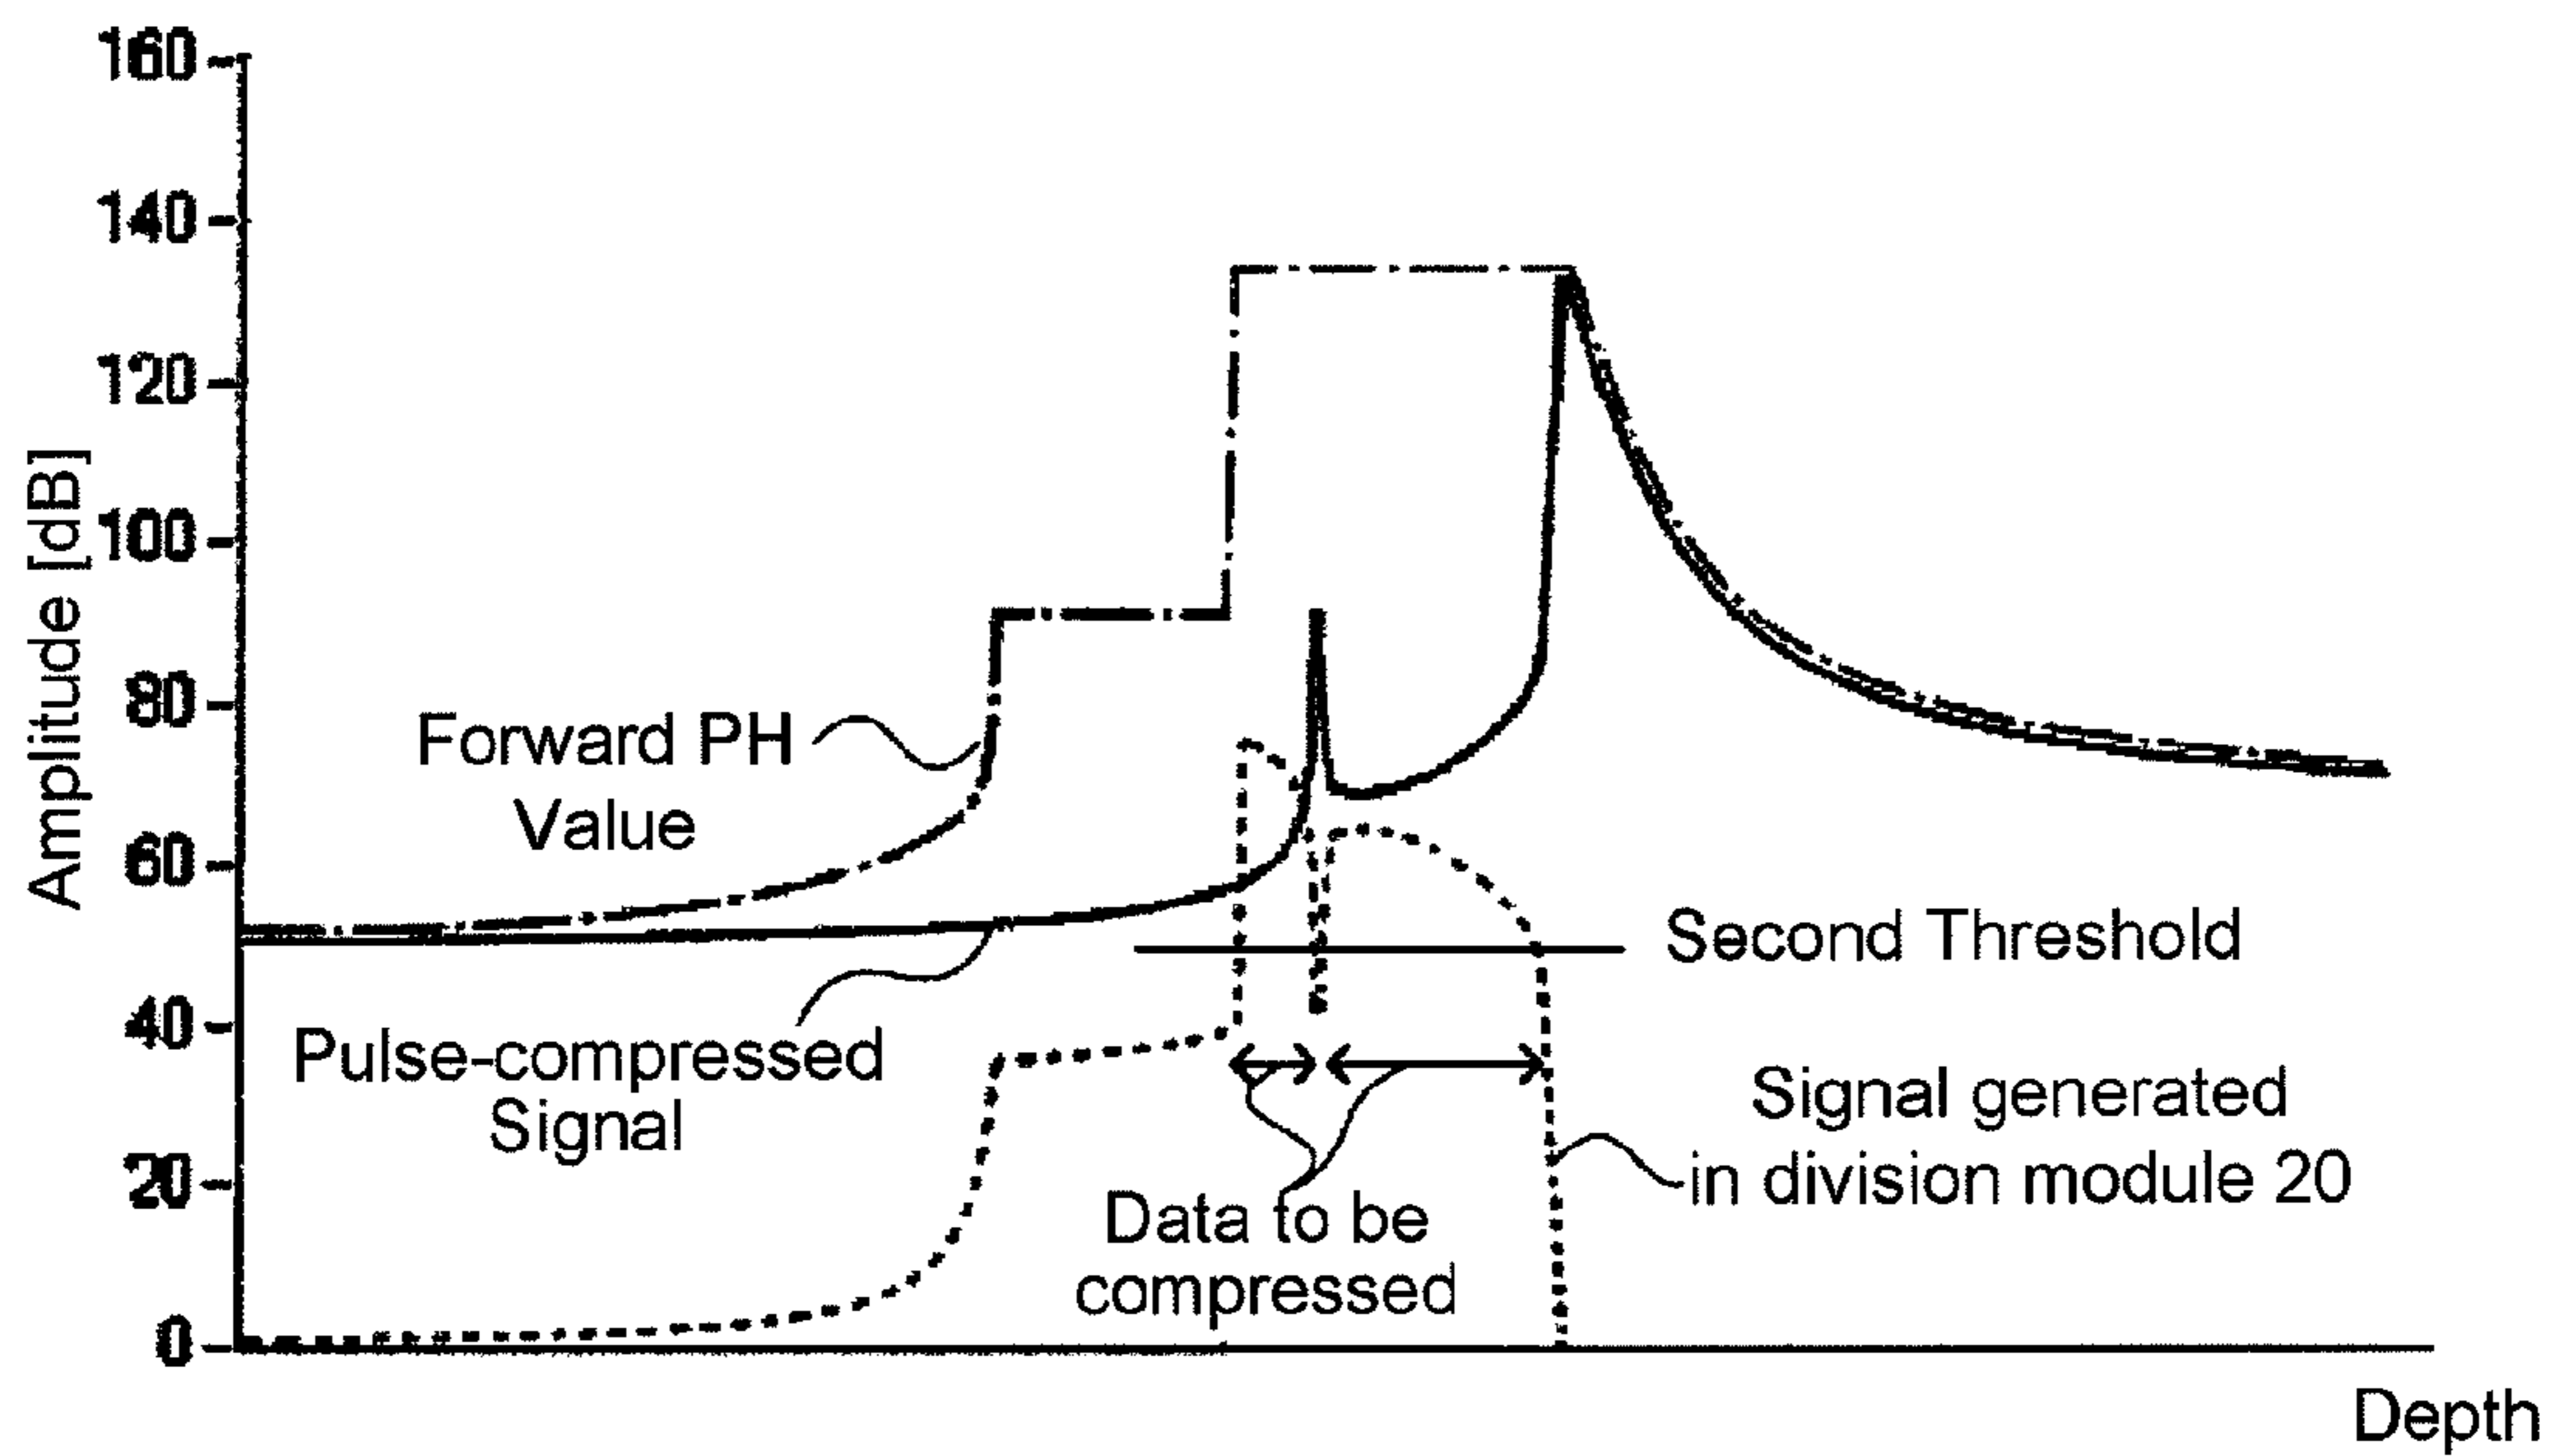 160
140
120
100
80
60
40
20
0
Amplitude [dB]
Forward PH
Value
Pulse-compressed
Signal
Second Threshold
Signal generated
in division module 20
Data to be
compressed
Depth